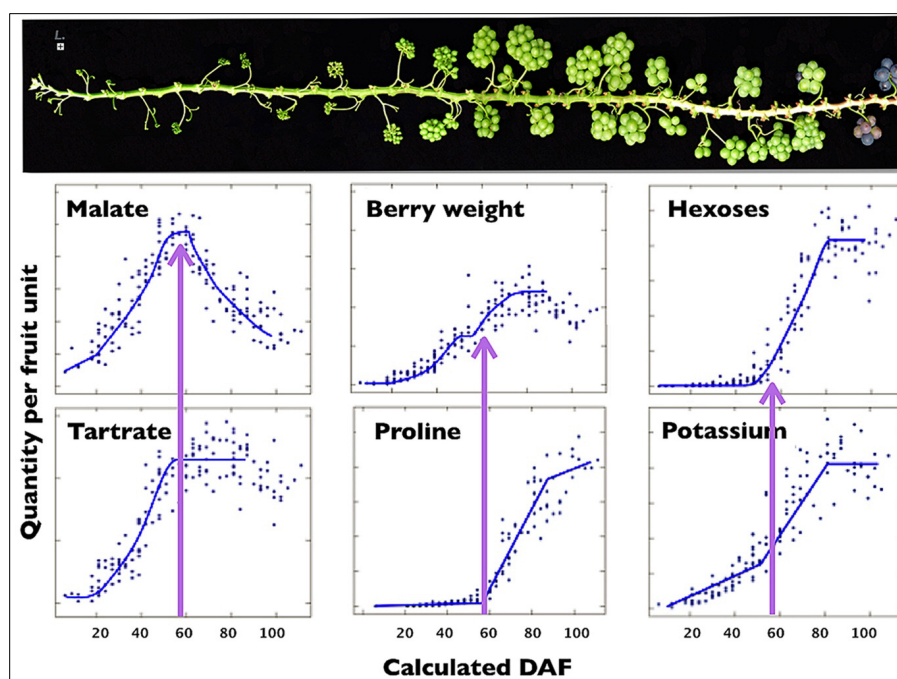 L.
Malate
Berry weight
Hexoses
Quantity per fruit unit
Tartrate
Proline
Potassium
20 40 60 80 100
20 40 60 80 100
20 40 60 80 100
Calculated DAF